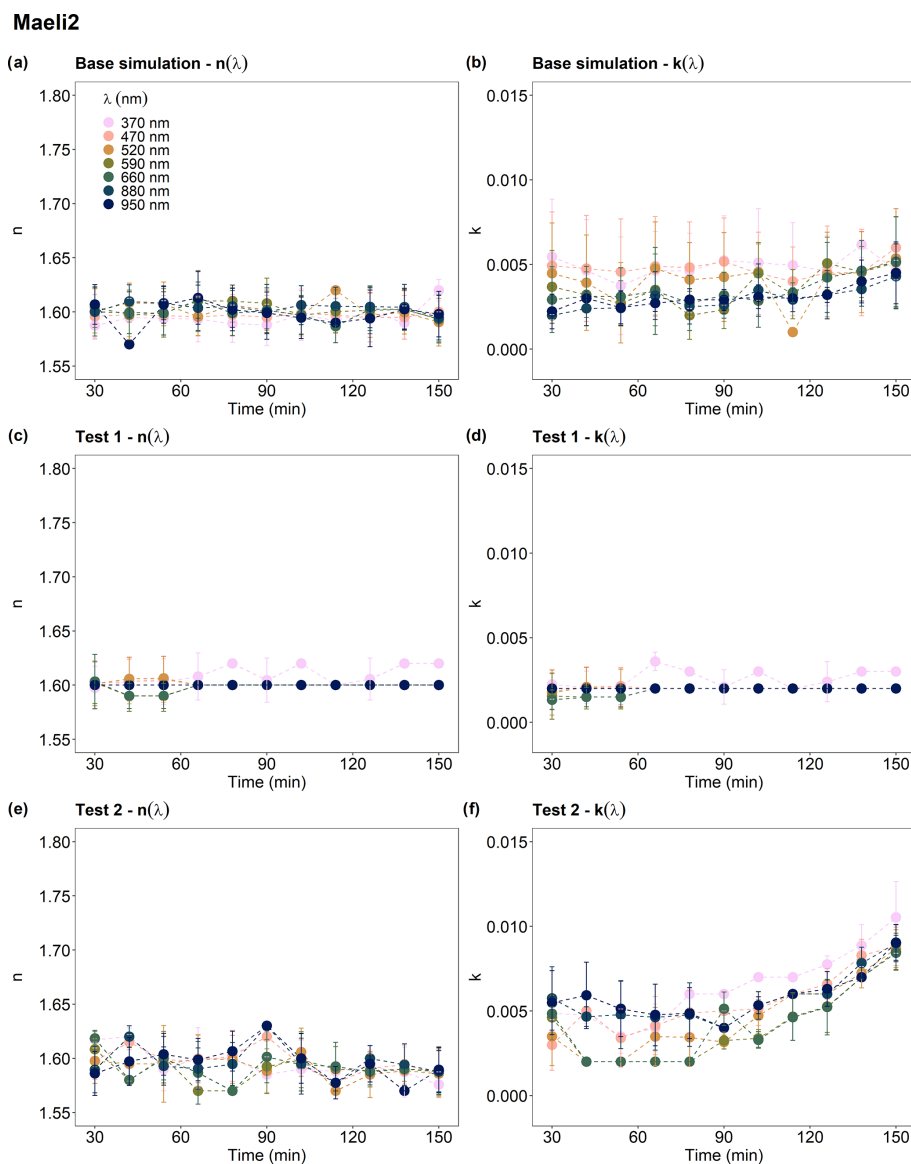 Maeli2
(a) Base simulation - n(λ)
1.80
1.75
1.70
1.65
1.60
1.55
n
λ (nm)
370 nm
470 nm
520 nm
590 nm
660 nm
880 nm
950 nm
30 60 90 120 150
Time (min)
(b) Base simulation - k(λ)
0.015
0.010
0.005
0.000
k
30 60 90 120 150
Time (min)
(c) Test 1 - n(λ)
1.80
1.75
1.70
1.65
1.60
1.55
n
30 60 90 120 150
Time (min)
(d) Test 1 - k(λ)
0.015
0.010
0.005
0.000
k
30 60 90 120 150
Time (min)
(e) Test 2 - n(λ)
1.80
1.75
1.70
1.65
1.60
1.55
n
30 60 90 120 150
Time (min)
(f) Test 2 - k(λ)
0.015
0.010
0.005
0.000
k
30 60 90 120 150
Time (min)